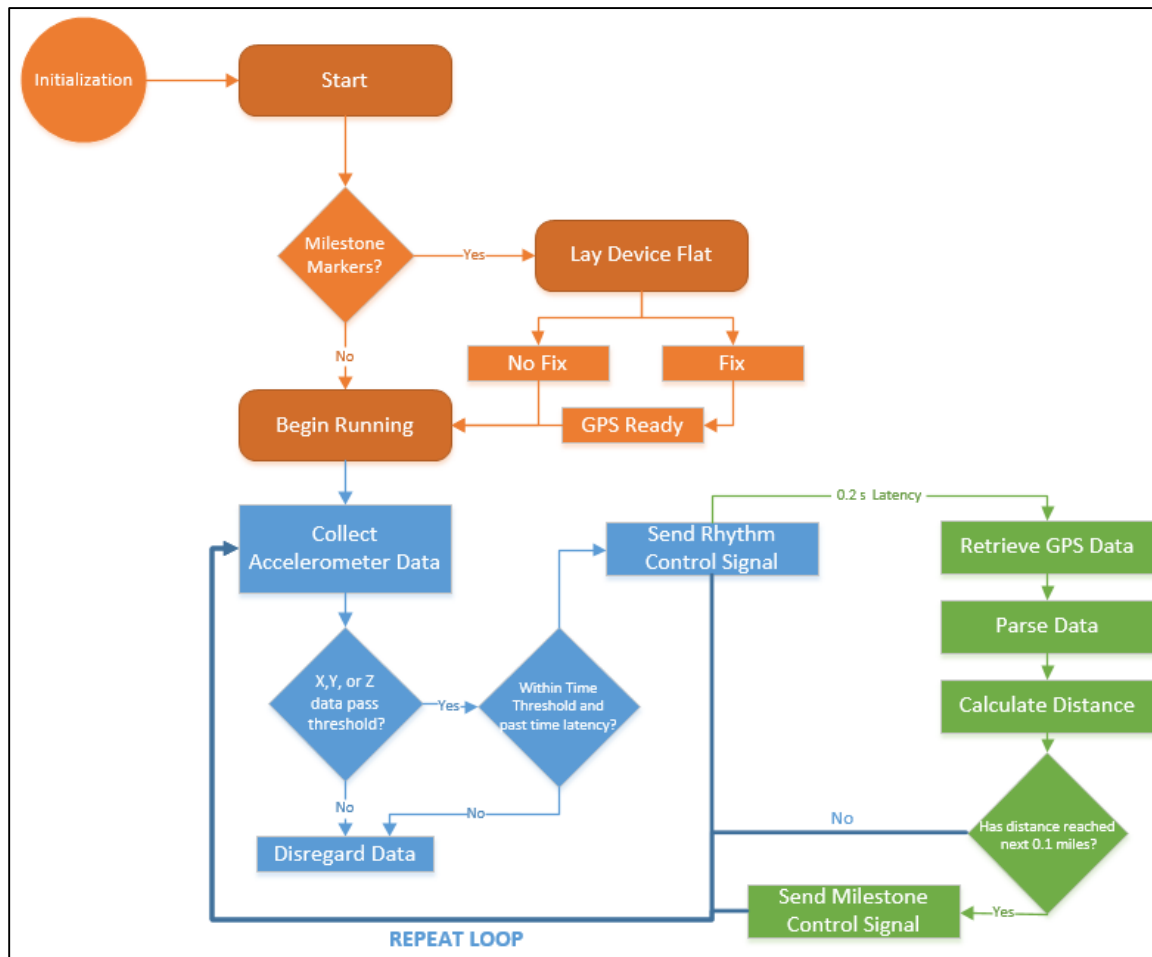 Initialization
Start
Milestone
Markers?
Yes
Lay Device Flat
No Fix
Fix
No
GPS Ready
Begin Running
0.2 s Latency
Collect
Accelerometer Data
Send Rhythm
Control Signal
Retrieve GPS Data
Parse Data
X,Y, or Z
data pass
threshold?
Yes
Within Time
Threshold and
past time latency?
Calculate Distance
No
No
Disregard Data
No
Has distance reached
next 0.1 miles?
Send Milestone
Control Signal
Yes
REPEAT LOOP